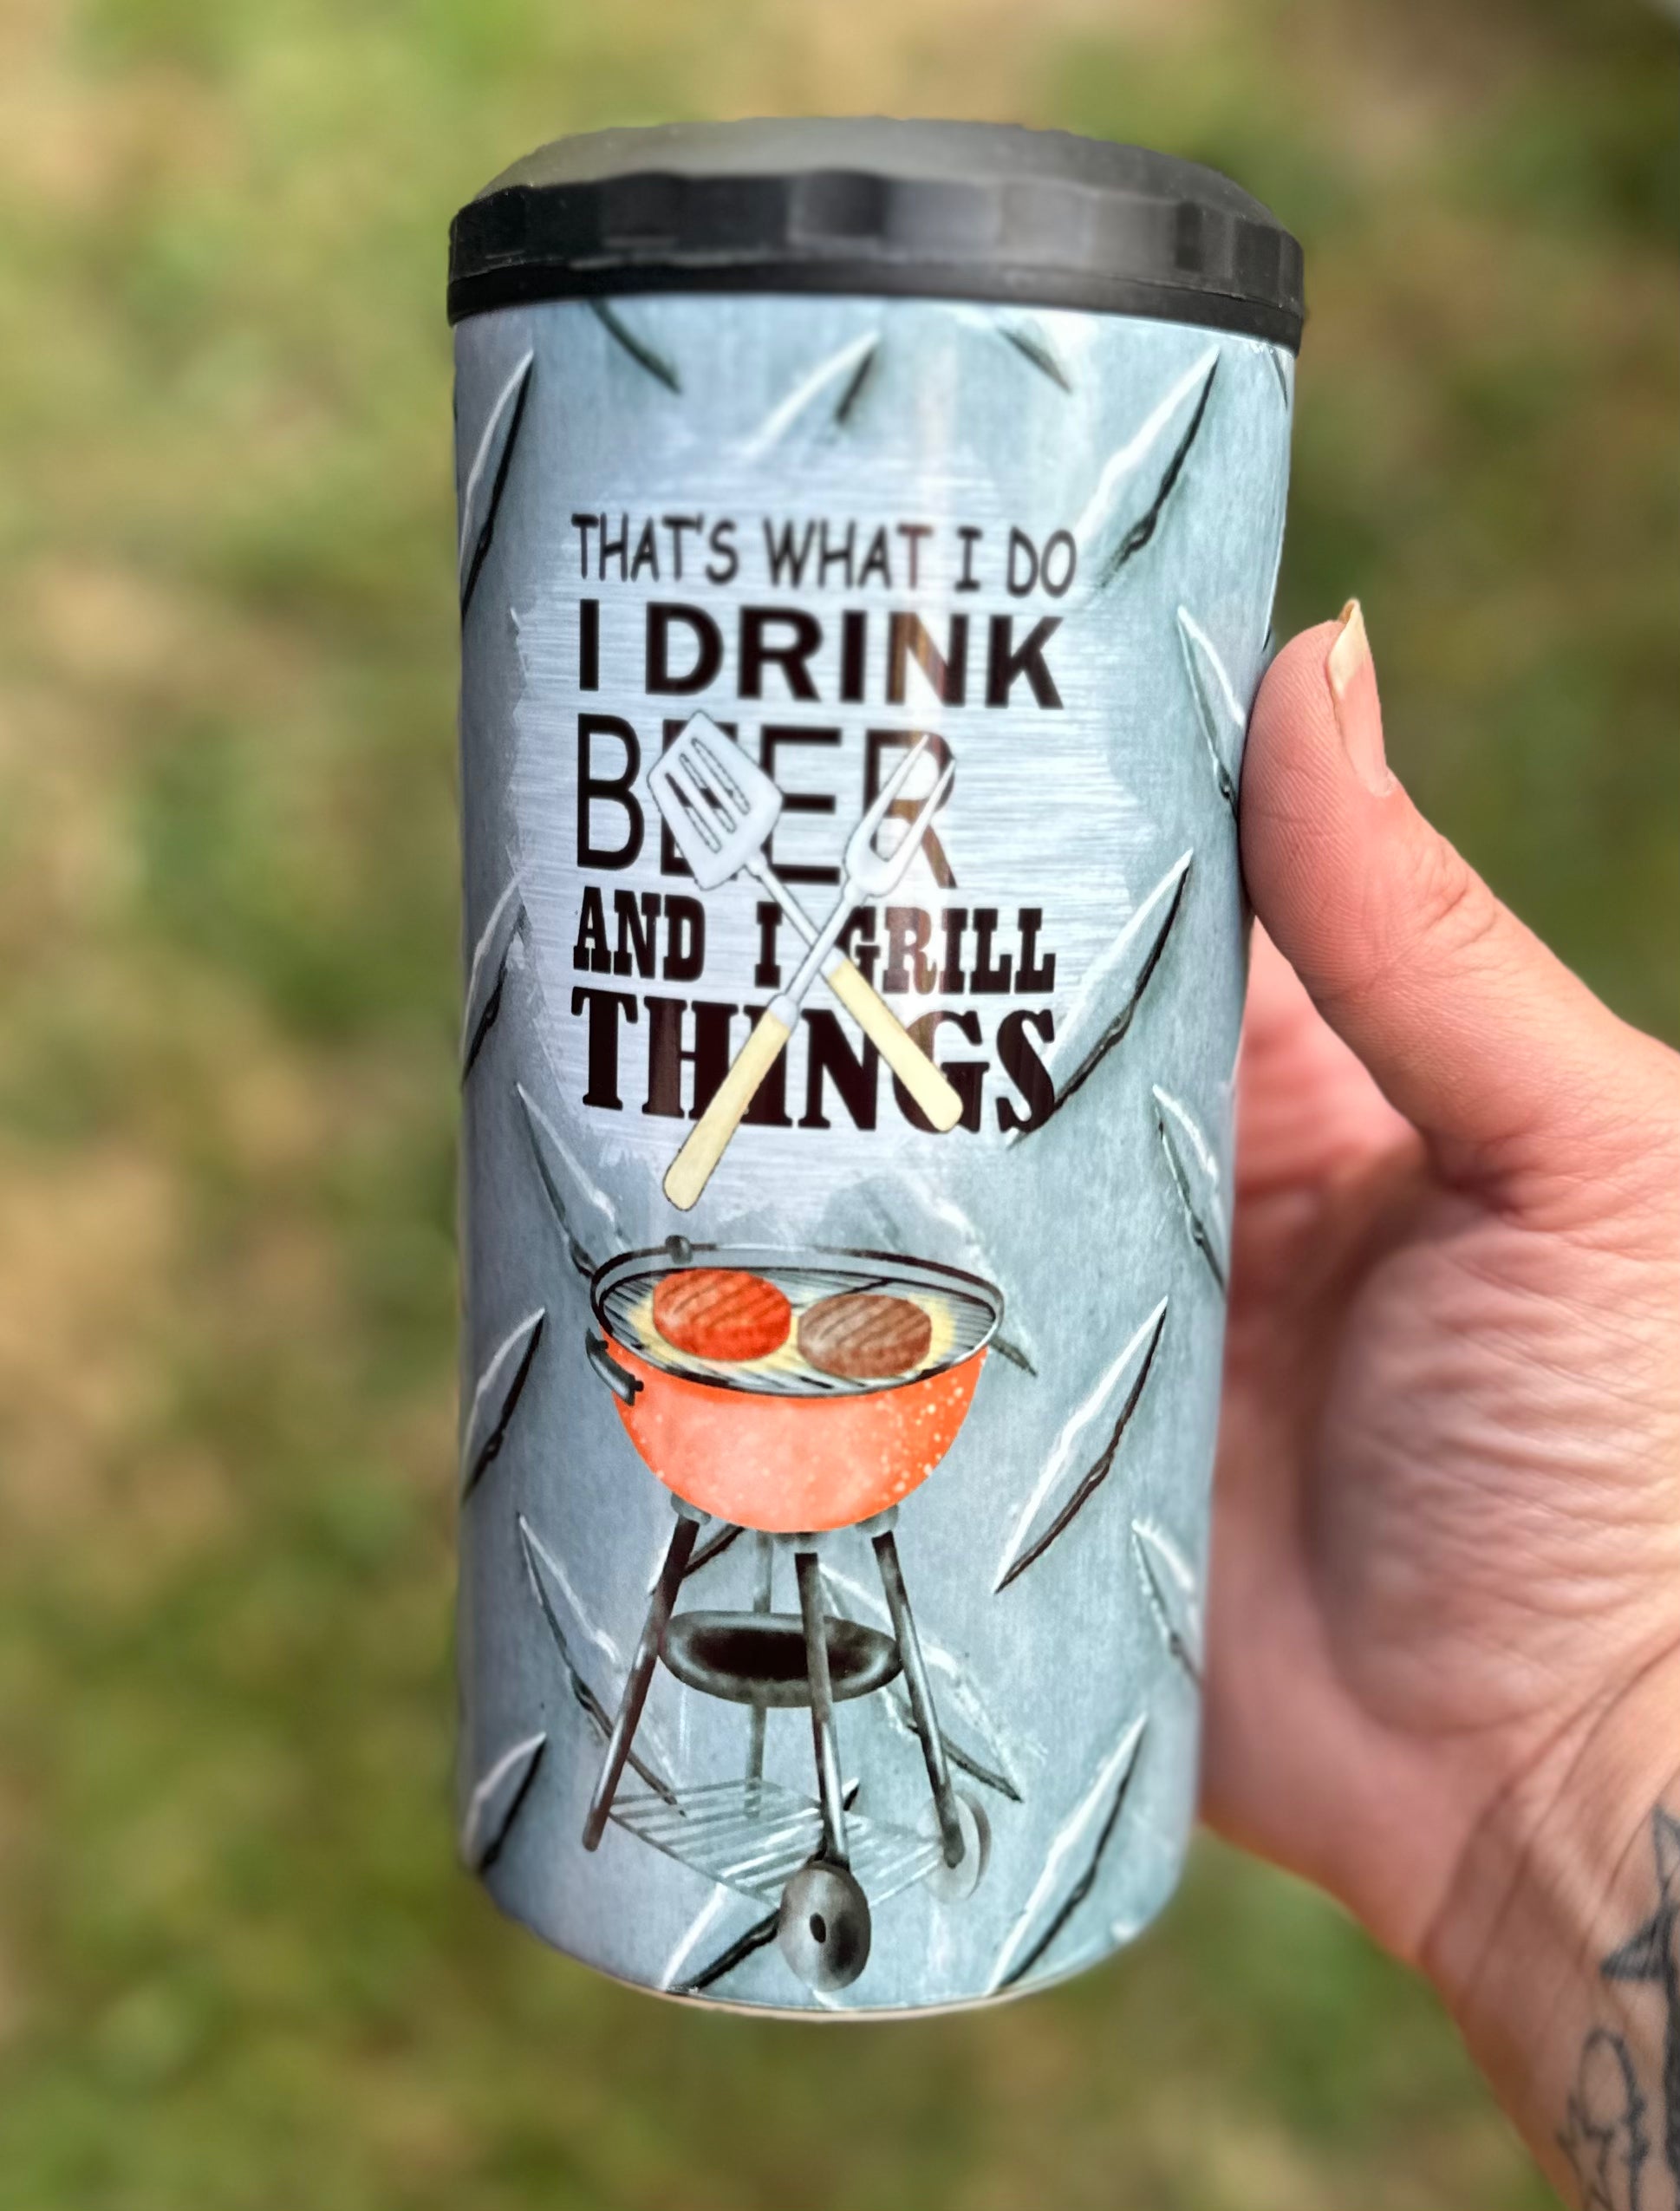 THAT'S WHAT I DO
I DRINK
BEER
AND I GRILL
THINGS